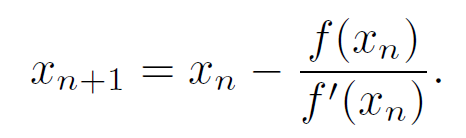 x_{n+1} = x_n - \frac{f(x_n)}{f'(x_n)}.